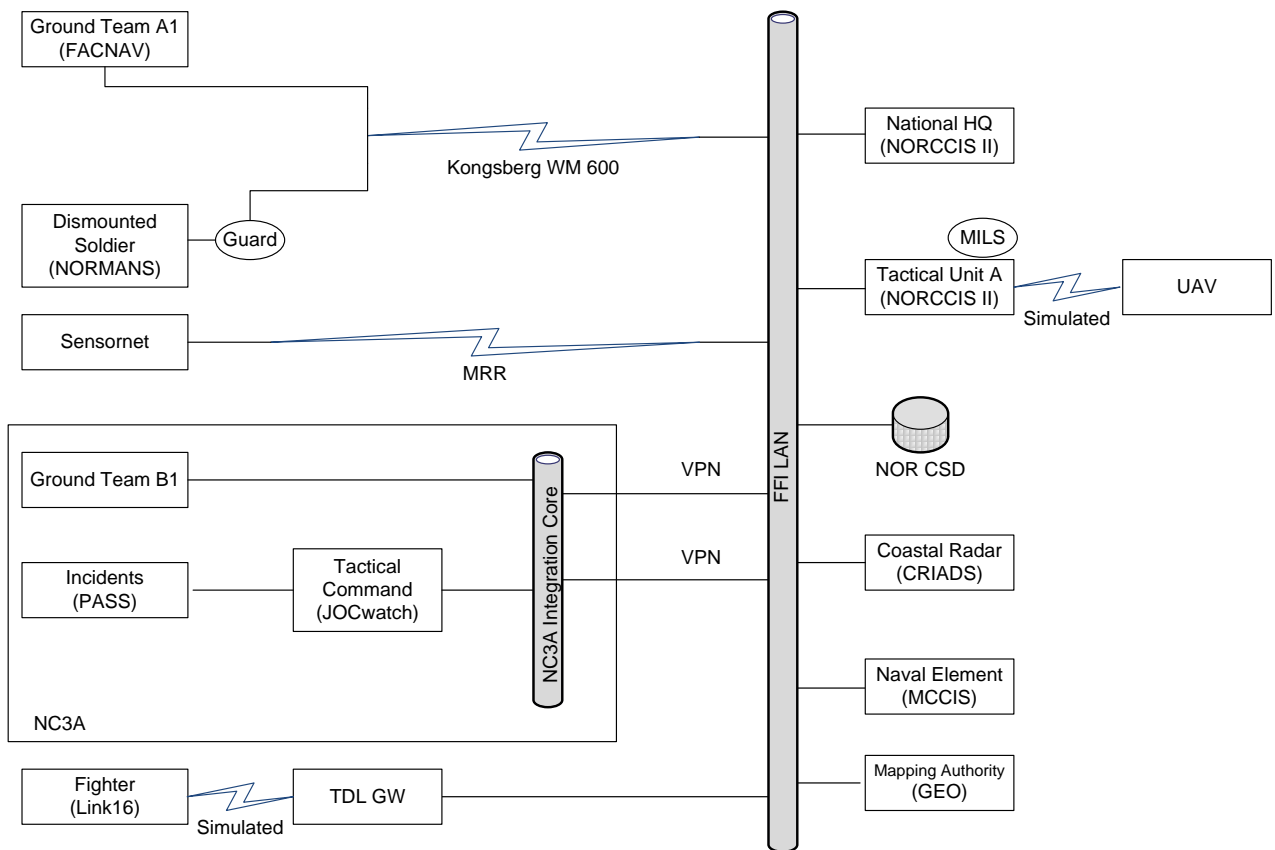 Ground Team A1
(FACNAV)
Kongsberg WM 600
Dismounted
Soldier
(NORMANS)
Guard
Sensornet
MRR
Ground Team B1
Incidents
(PASS)
Tactical
Command
(JOCwatch)
NC3A Integration Core
NC3A
VPN
VPN
Fighter
(Link16)
Simulated
TDL GW
FFI LAN
National HQ
(NORCCIS II)
MILS
Tactical Unit A
(NORCCIS II)
Simulated
UAV
NOR CSD
Coastal Radar
(CRIADS)
Naval Element
(MCCIS)
Mapping Authority
(GEO)